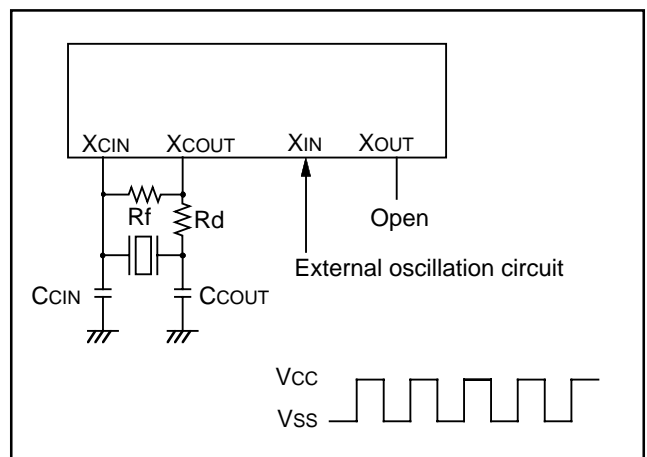 XCIN XCOUT XIN XOUT
Rf Rd Open
External oscillation circuit
CCIN CCOUT
VCC
VSS